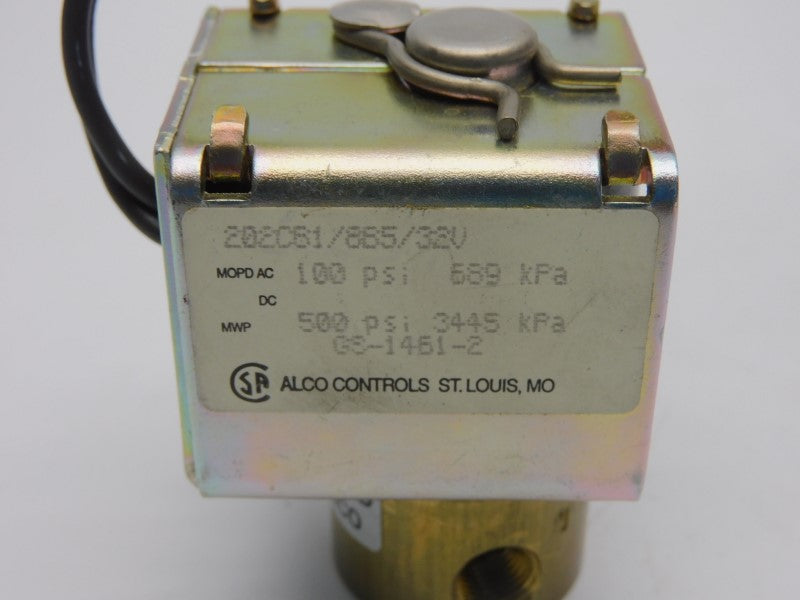 202C61/865/32V
MOPD AC 100 psi 689 kPa
DC
MWP 500 psi 3445 kPa
GS-1461-2
SA ALCO CONTROLS ST. LOUIS, MO